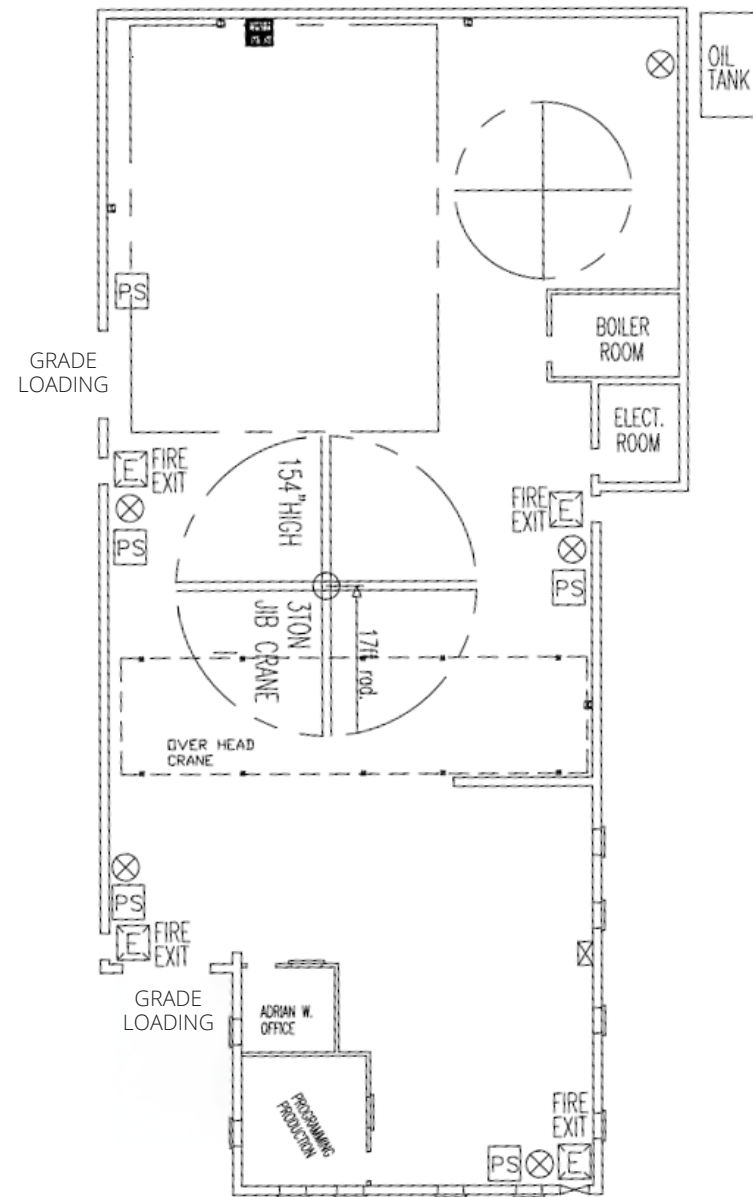 OIL
TANK
PS
BOILER
ROOM
GRADE
LOADING
ELECT.
ROOM
E
FIRE
EXIT
154"HIGH
FIRE
EXIT
E
PS
PS
3TON
JIB CRANE
17ft. rad.
OVER HEAD
CRANE
PS
E
FIRE
EXIT
GRADE
LOADING
ADRIAN W.
OFFICE
PROGRAMMING
PRODUCTION
FIRE
EXIT
PS
E